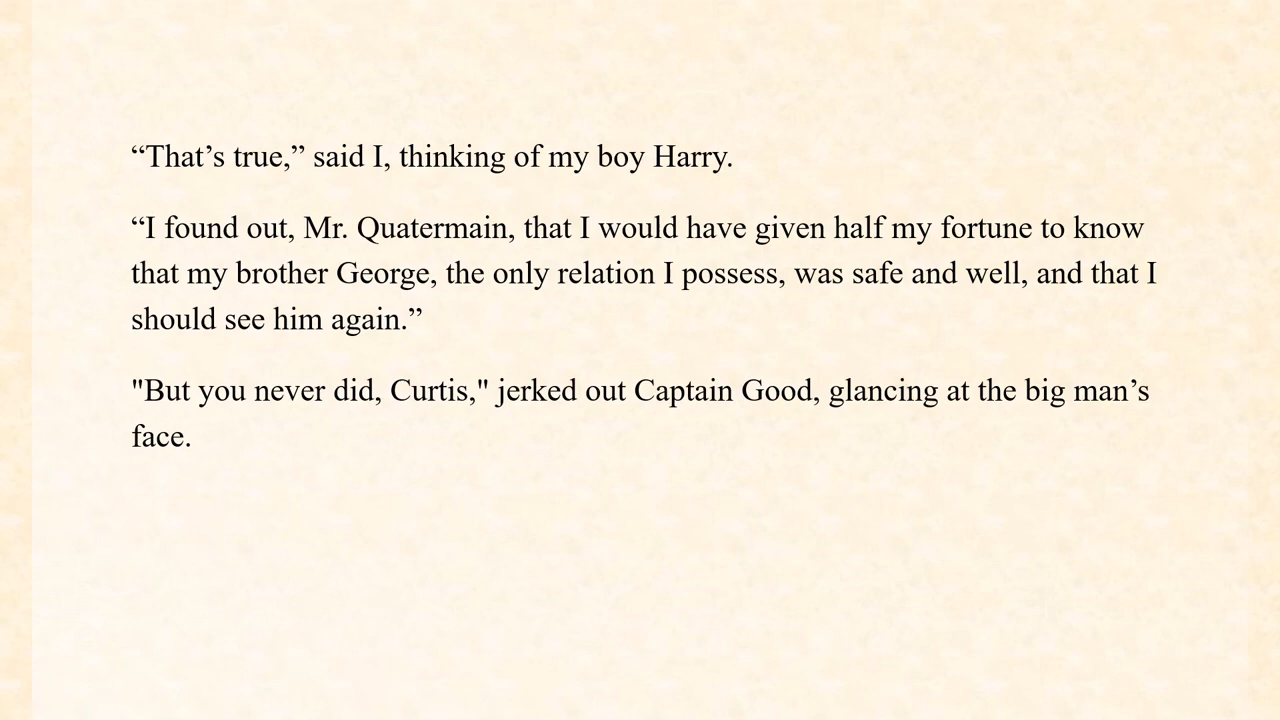 “That’s true,” said I, thinking of my boy Harry.
“I found out, Mr. Quatermain, that I would have given half my fortune to know
that my brother George, the only relation I possess, was safe and well, and that I
should see him again.”
"But you never did, Curtis," jerked out Captain Good, glancing at the big man’s
face.